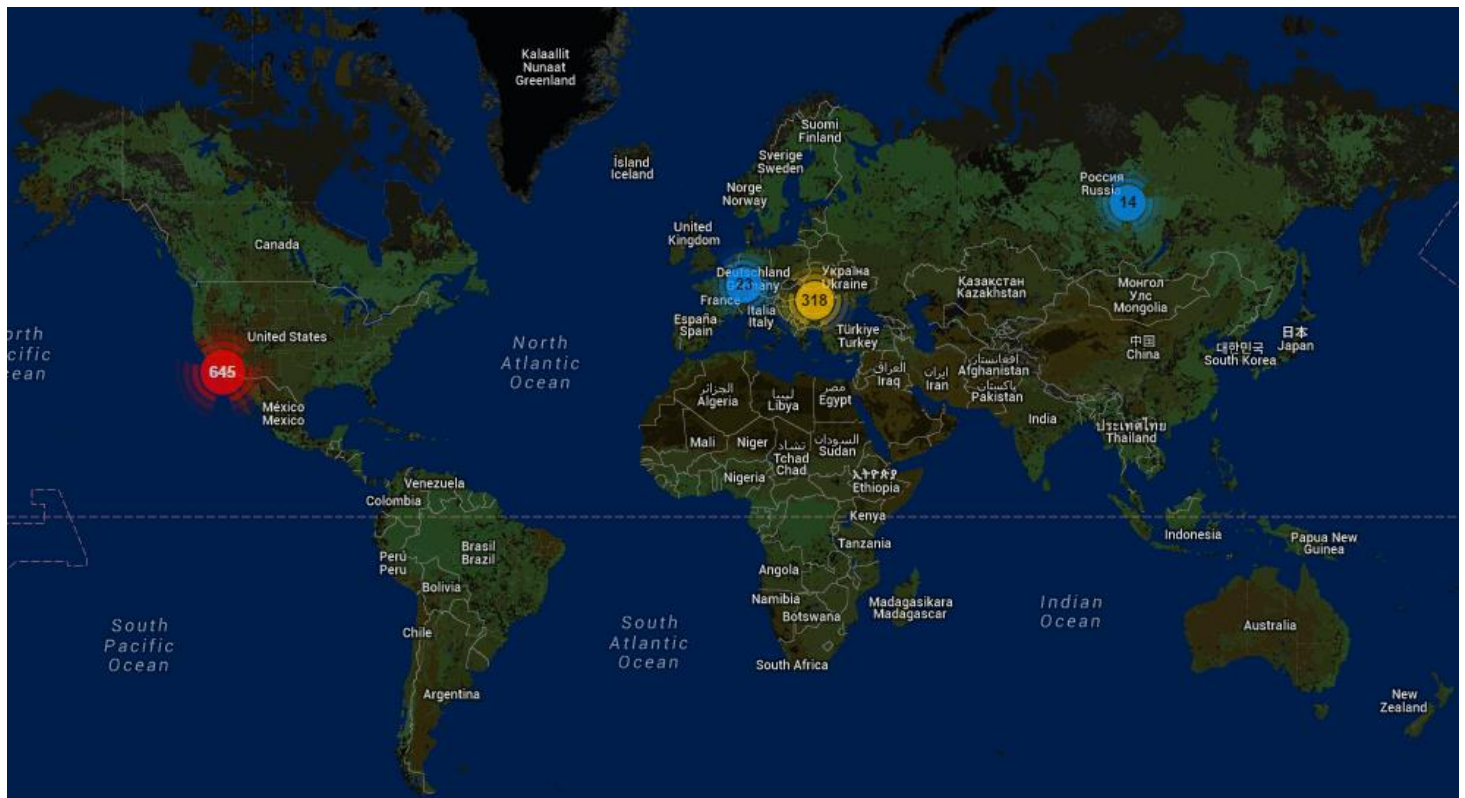 Kalaallit
Nunaat
Greenland
Suomi
Finland
Ísland
Iceland
Sverige
Sweden
Norge
Norway
Россия
Russia
14
United
Kingdom
Canada
Deutschland
Germany
23
Україна
Ukraine
318
France
Italia
Italy
España
Spain
Türkiye
Turkey
Қазақстан
Kazakhstan
Монгол
Улс
Mongolia
orth
cific
cean
United States
645
North
Atlantic
Ocean
日本
Japan
대한민국
South Korea
中国
China
افغانستان
Afghanistan
پاکستان
Pakistan
ایران
Iran
العراق
Iraq
مصر
Egypt
ليبيا
Libya
الجزائر
Algeria
México
Mexico
India
ประเทศไทย
Thailand
Mali
Niger
تشاد
Tchad
Chad
السودان
Sudan
Nigeria
ኢትዮጵያ
Ethiopia
Venezuela
Colombia
Kenya
Tanzania
Indonesia
Papua New
Guinea
Brasil
Brazil
Perú
Peru
Bolivia
Angola
Namibia
Botswana
Madagasikara
Madagascar
Indian
Ocean
Australia
Chile
South
Pacific
Ocean
South
Atlantic
Ocean
South Africa
Argentina
New
Zealand